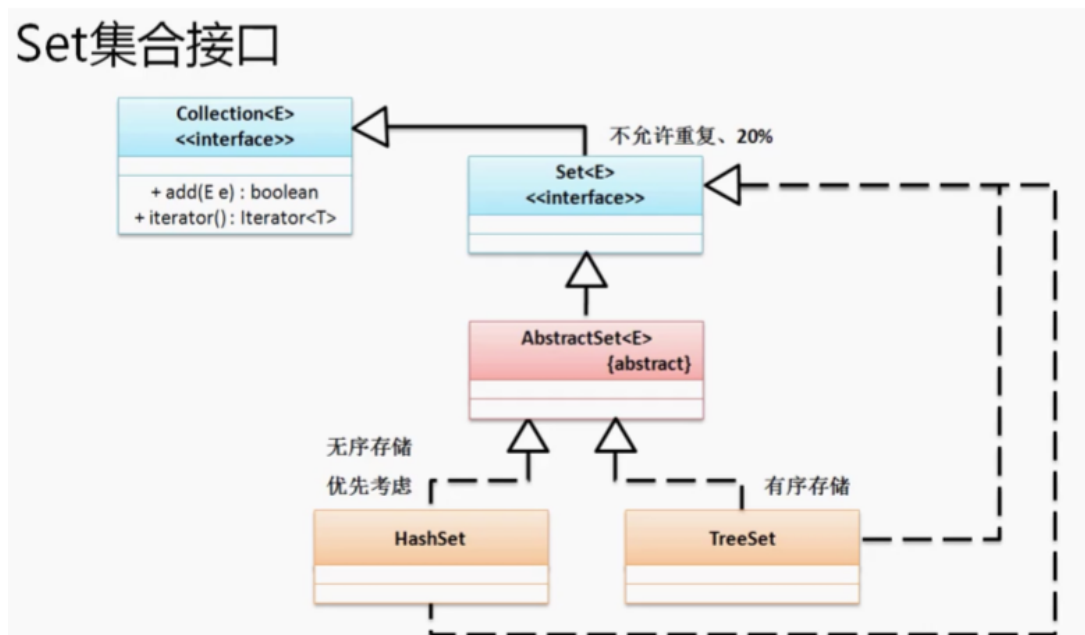 Set集合接口
Collection<E>
<<interface>>
+ add(E e) : boolean
+ iterator() : Iterator<T>
不允许重复、20%
Set<E>
<<interface>>
AbstractSet<E>
{abstract}
无序存储
优先考虑
有序存储
HashSet
TreeSet